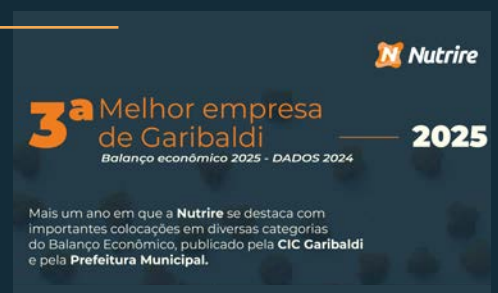 Nutrire
3ª Melhor empresa
de Garibaldi
2025
Balanço econômico 2025 - DADOS 2024
Mais um ano em que a Nutrire se destaca com
importantes colocações em diversas categorias
do Balanço Econômico, publicado pela CIC Garibaldi
e pela Prefeitura Municipal.